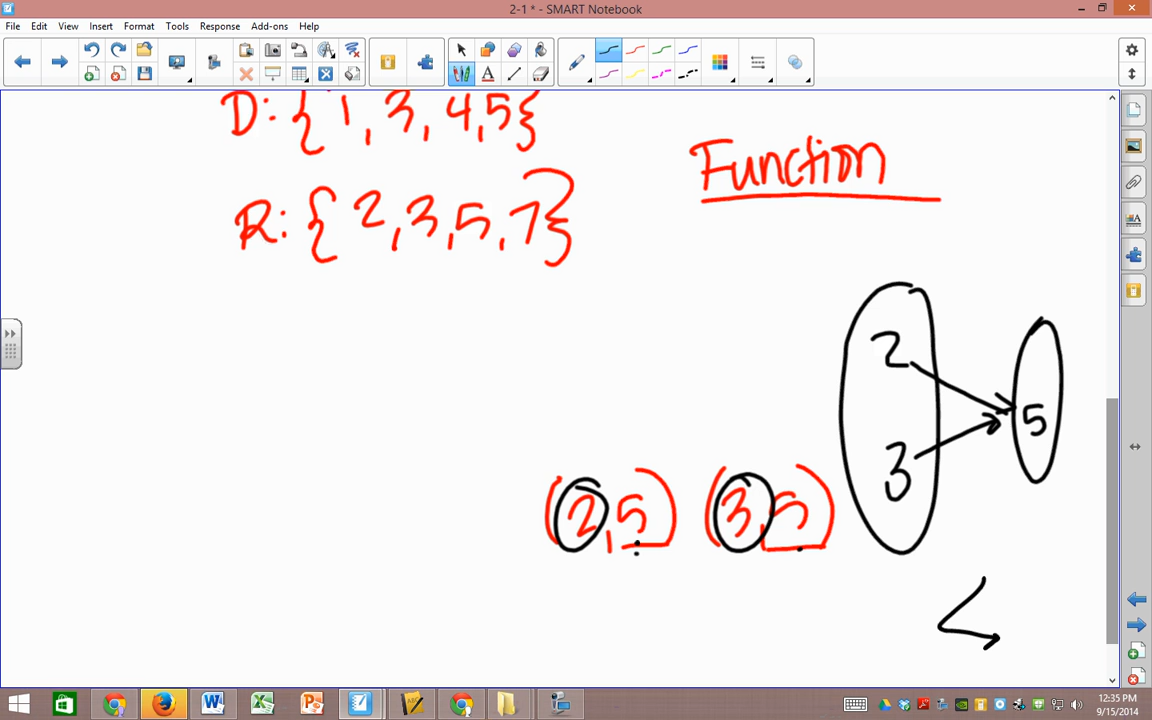 2-1 * - SMART Notebook
File Edit View Insert Format Tools Response Add-ons Help
D: {1, 3, 4,5}
R: {2,3,5,7}
Function
2
3
5
(2,5) (3,5)
<
12:35 PM
9/15/2014